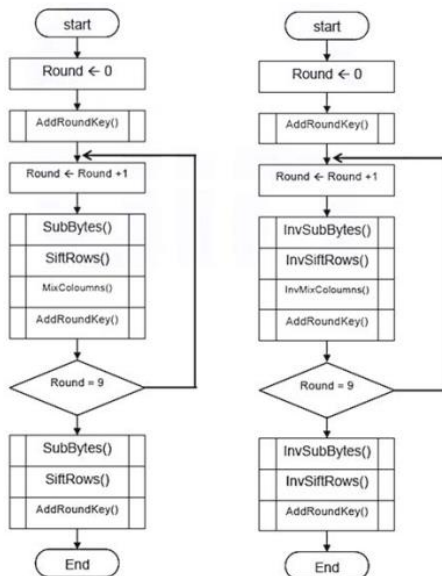 start
Round ← 0
AddRoundKey()
Round ← Round +1
SubBytes()
SiftRows()
MixColoumns()
AddRoundKey()
Round = 9
SubBytes()
SiftRows()
AddRoundKey()
End
start
Round ← 0
AddRoundKey()
Round ← Round +1
InvSubBytes()
InvSiftRows()
InvMixColoumns()
AddRoundKey()
Round = 9
InvSubBytes()
InvSiftRows()
AddRoundKey()
End